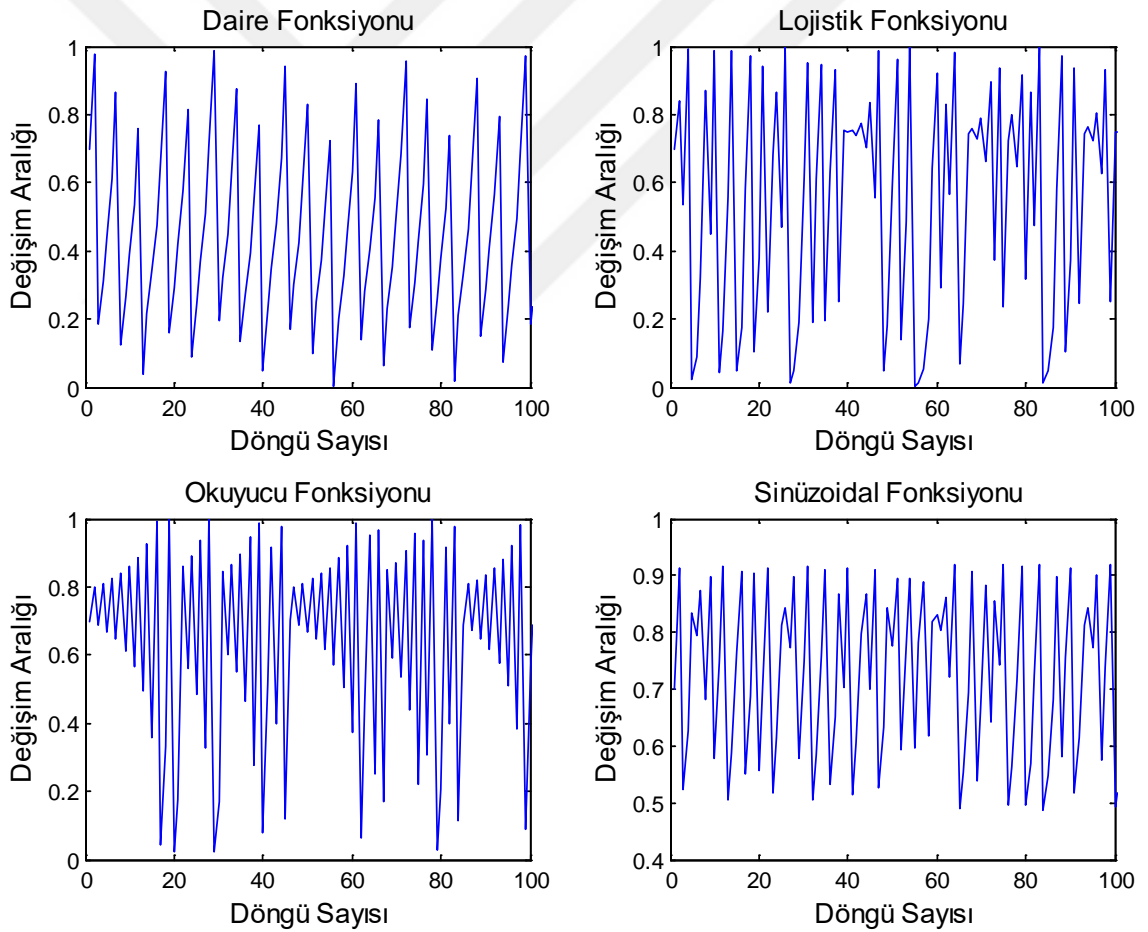 Daire Fonksiyonu
Değişim Aralığı
1
0.8
0.6
0.4
0.2
0
0 20 40 60 80 100
Döngü Sayısı
Lojistik Fonksiyonu
Değişim Aralığı
1
0.8
0.6
0.4
0.2
0
0 20 40 60 80 100
Döngü Sayısı
Okuyucu Fonksiyonu
Değişim Aralığı
1
0.8
0.6
0.4
0.2
0
0 20 40 60 80 100
Döngü Sayısı
Sinüzoidal Fonksiyonu
Değişim Aralığı
1
0.9
0.8
0.7
0.6
0.5
0.4
0 20 40 60 80 100
Döngü Sayısı